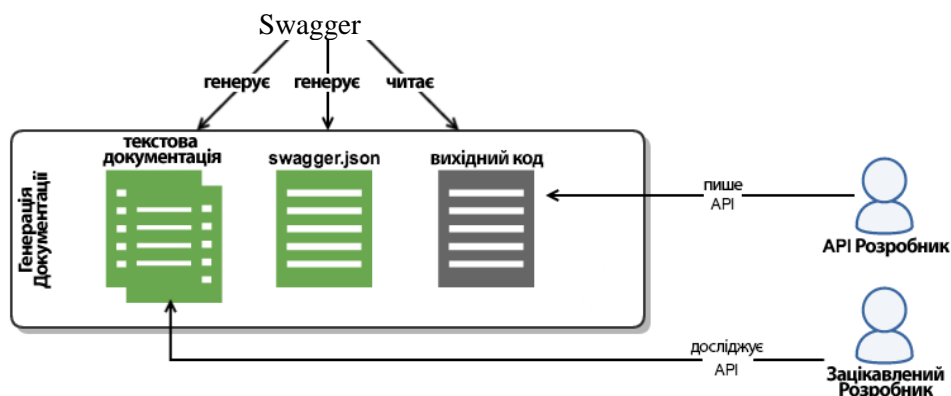 Swagger
генерує
генерує
читає
текстова
документація
swagger.json
вихідний код
Генерація
Документації
пише
API
API Розробник
досліджує
API
Зацікавлений
Розробник